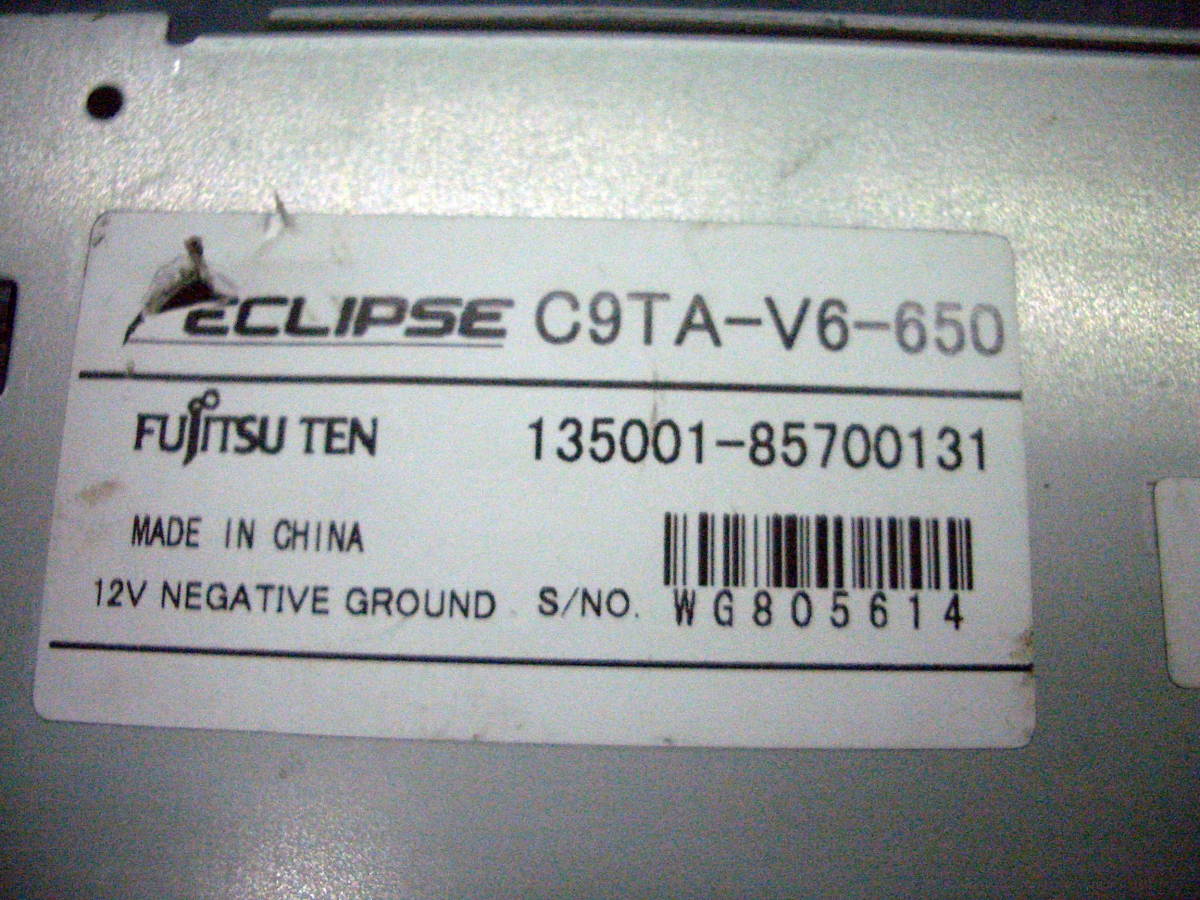 ECLIPSE C9TA-V6-650
FUJITSU TEN 135001-85700131
MADE IN CHINA
12V NEGATIVE GROUND S/NO. WG805614